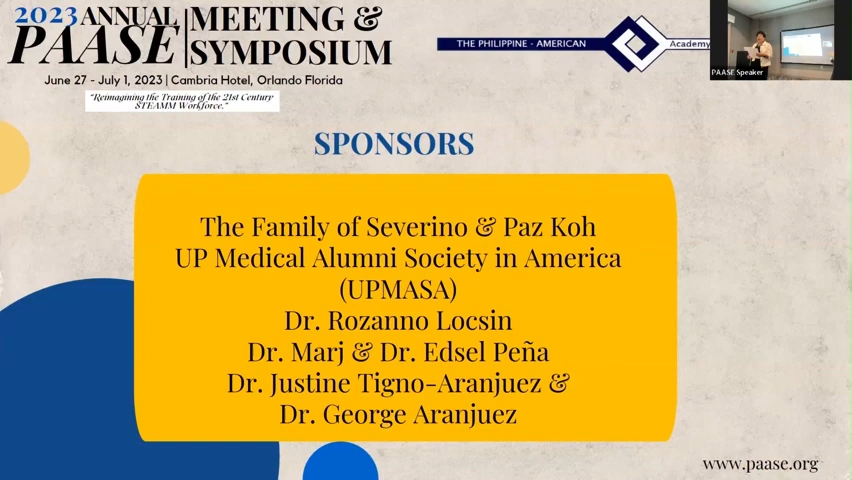 2023 ANNUAL MEETING &
PAASE SYMPOSIUM
June 27 - July 1, 2023 | Cambria Hotel, Orlando Florida
"Reimagining the Training of the 21st Century
STEAMM Workforce."
THE PHILIPPINE - AMERICAN Academy
PAASE Speaker
SPONSORS
The Family of Severino & Paz Koh
UP Medical Alumni Society in America
(UPMASA)
Dr. Rozanno Locsin
Dr. Marj & Dr. Edsel Peña
Dr. Justine Tigno-Aranjuez &
Dr. George Aranjuez
www.paase.org